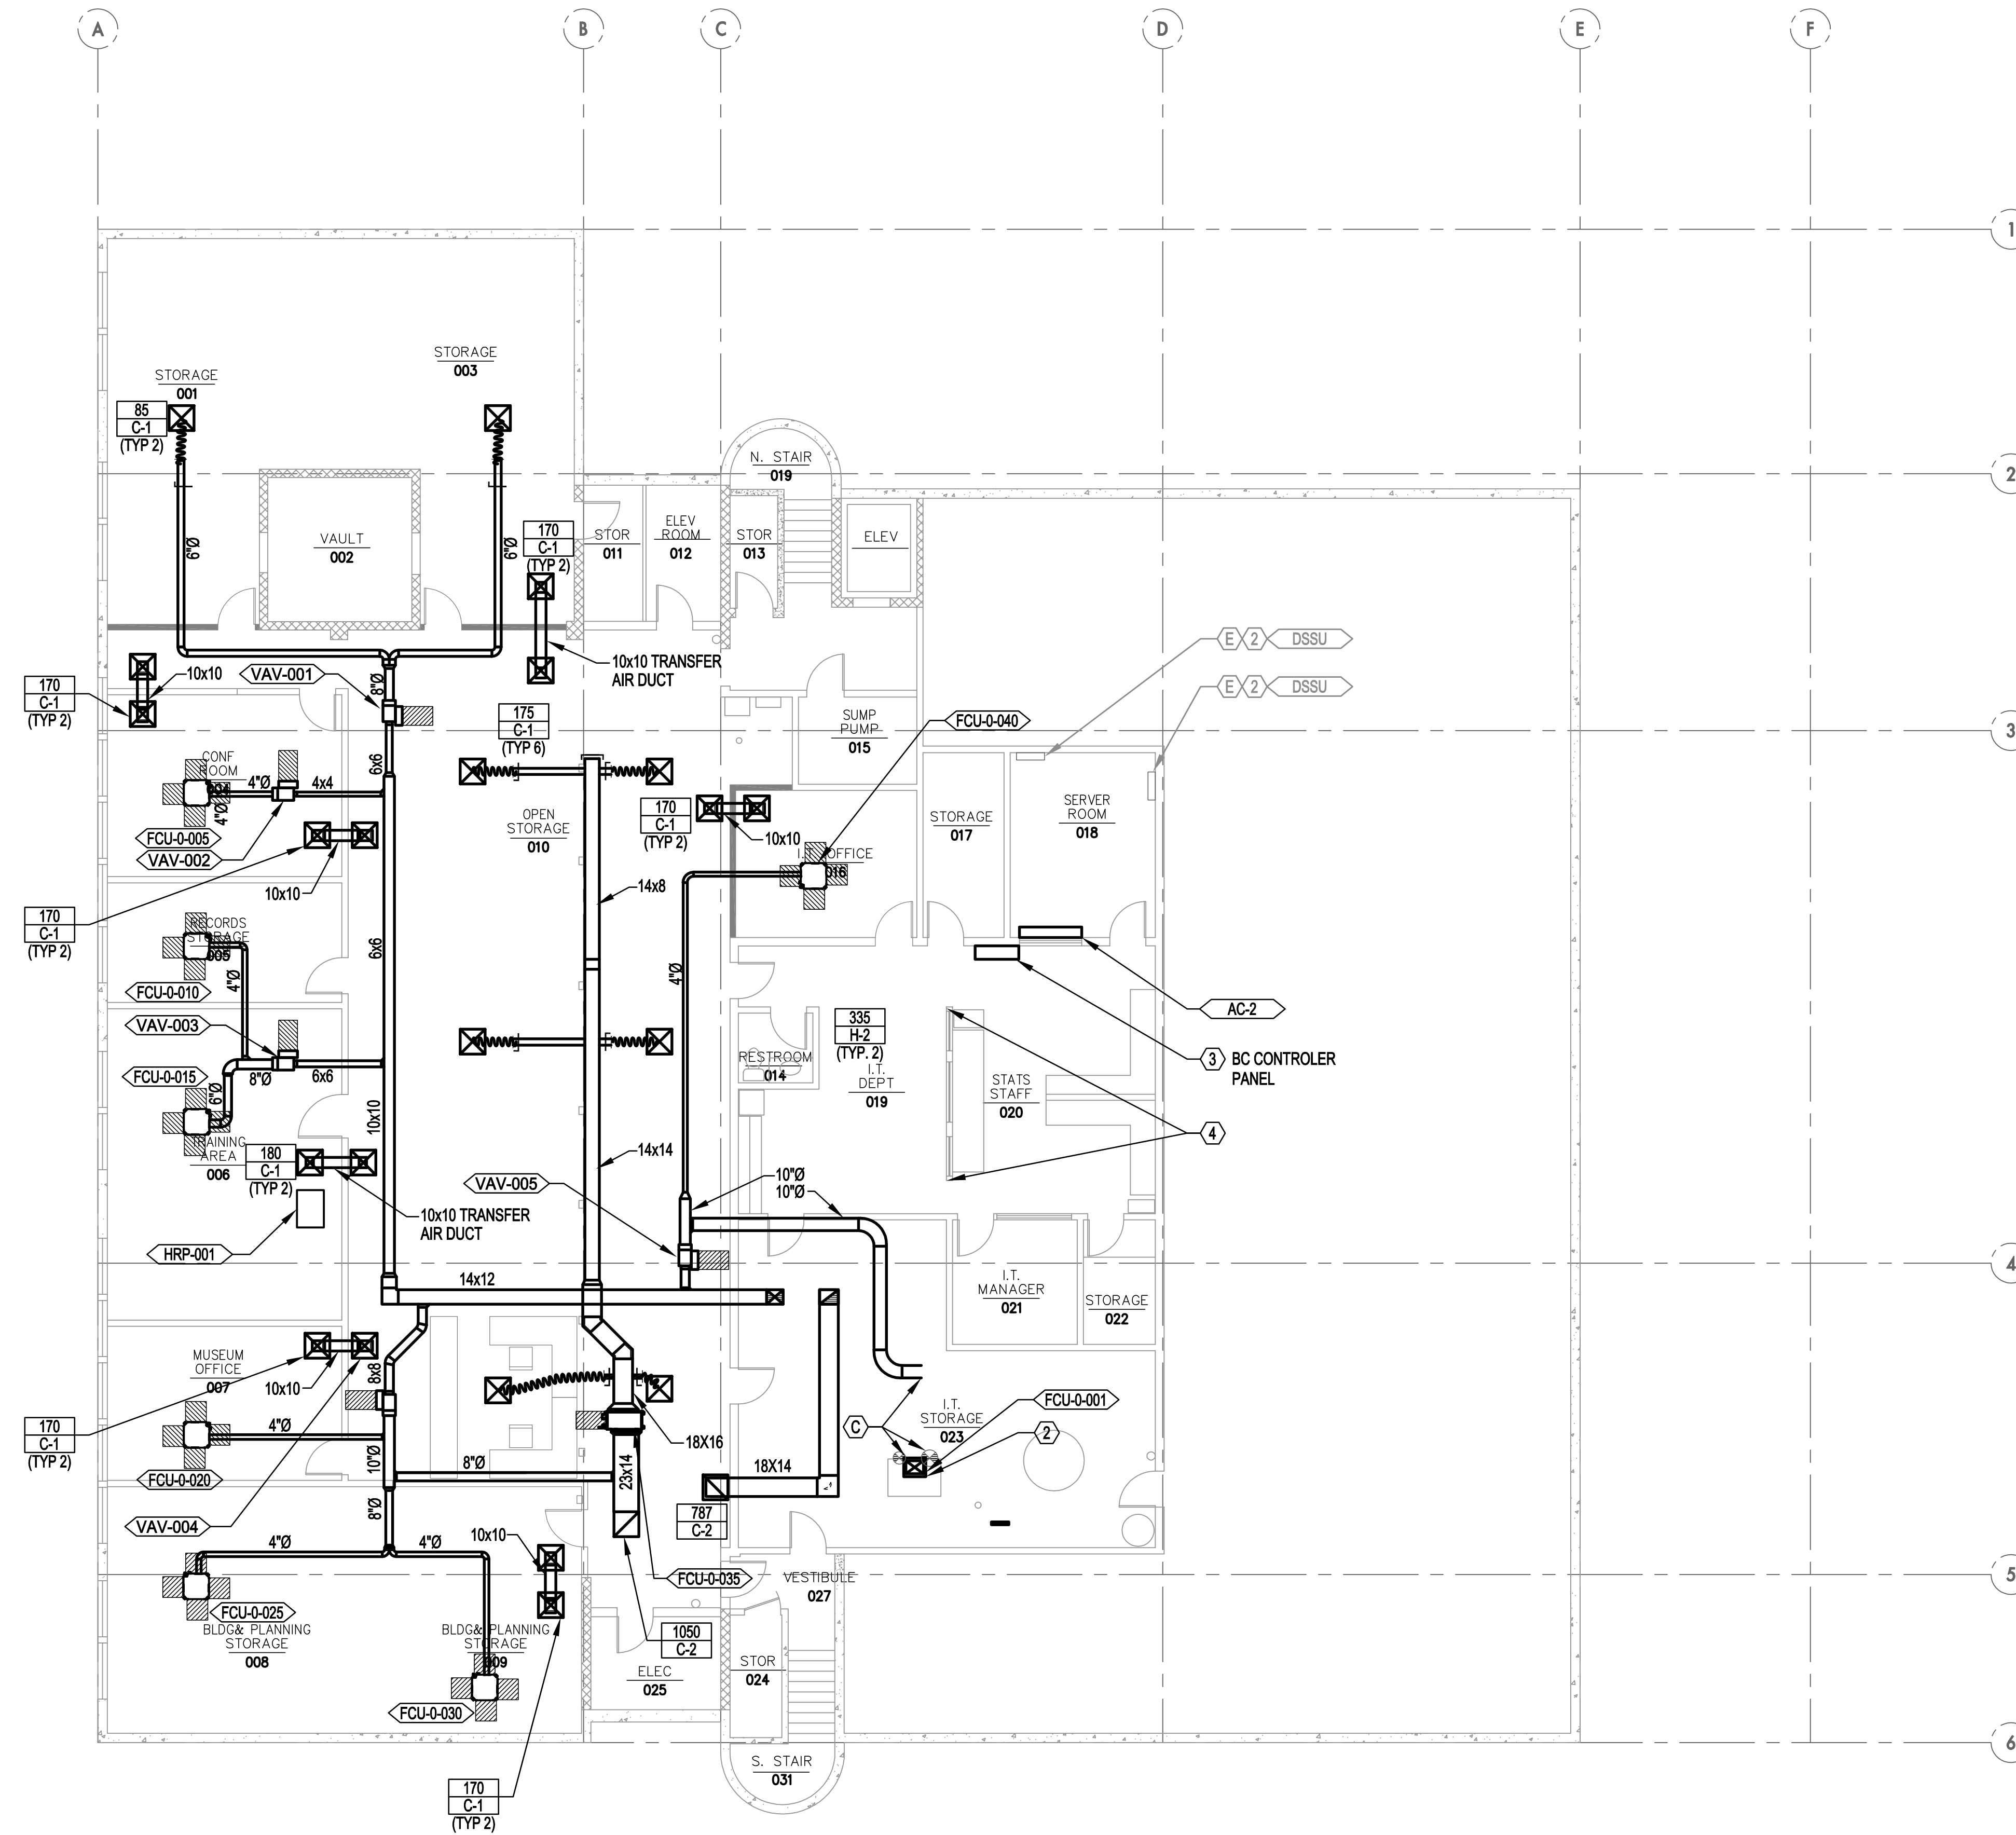 A
B
C
D
E
F
1
2
3
4
5
6
STORAGE
001
STORAGE
003
85
C-1
(TYP 2)
6"Ø
6"Ø
VAULT
002
170
C-1
(TYP 2)
STOR
011
ELEV
ROOM
012
N. STAIR
019
STOR
013
ELEV
10x10 TRANSFER
AIR DUCT
E
2
DSSU
E
2
DSSU
170
C-1
(TYP 2)
10x10
VAV-001
8"Ø
175
C-1
(TYP 6)
SUMP
PUMP
015
FCU-0-040
CONF
ROOM
4"Ø
4x4
6x6
4"Ø
FCU-0-005
VAV-002
10x10
OPEN
STORAGE
010
170
C-1
(TYP 2)
10x10
I.T. OFFICE
016
STORAGE
017
SERVER
ROOM
018
14x8
170
C-1
(TYP 2)
RECORDS
STORAGE
005
6x6
4"Ø
4"Ø
FCU-0-010
VAV-003
8"Ø
6x6
FCU-0-015
6"Ø
10x10
TRAINING
AREA
006
180
C-1
(TYP 2)
10x10 TRANSFER
AIR DUCT
HRP-001
335
H-2
(TYP. 2)
RESTROOM
014
I.T.
DEPT
019
STATS
STAFF
020
AC-2
3
BC CONTROLER
PANEL
4
14x14
VAV-005
10"Ø
10"Ø
14x12
I.T.
MANAGER
021
STORAGE
022
MUSEUM
OFFICE
007
10x10
8x8
170
C-1
(TYP 2)
4"Ø
FCU-0-020
10"Ø
VAV-004
8"Ø
8"Ø
18X16
23x14
18X14
787
C-2
C
I.T.
STORAGE
023
FCU-0-001
2
4"Ø
4"Ø
10x10
FCU-0-035
VESTIBULE
027
FCU-0-025
BLDG& PLANNING
STORAGE
008
BLDG& PLANNING
STORAGE
009
FCU-0-030
1050
C-2
ELEC
025
STOR
024
S. STAIR
031
170
C-1
(TYP 2)